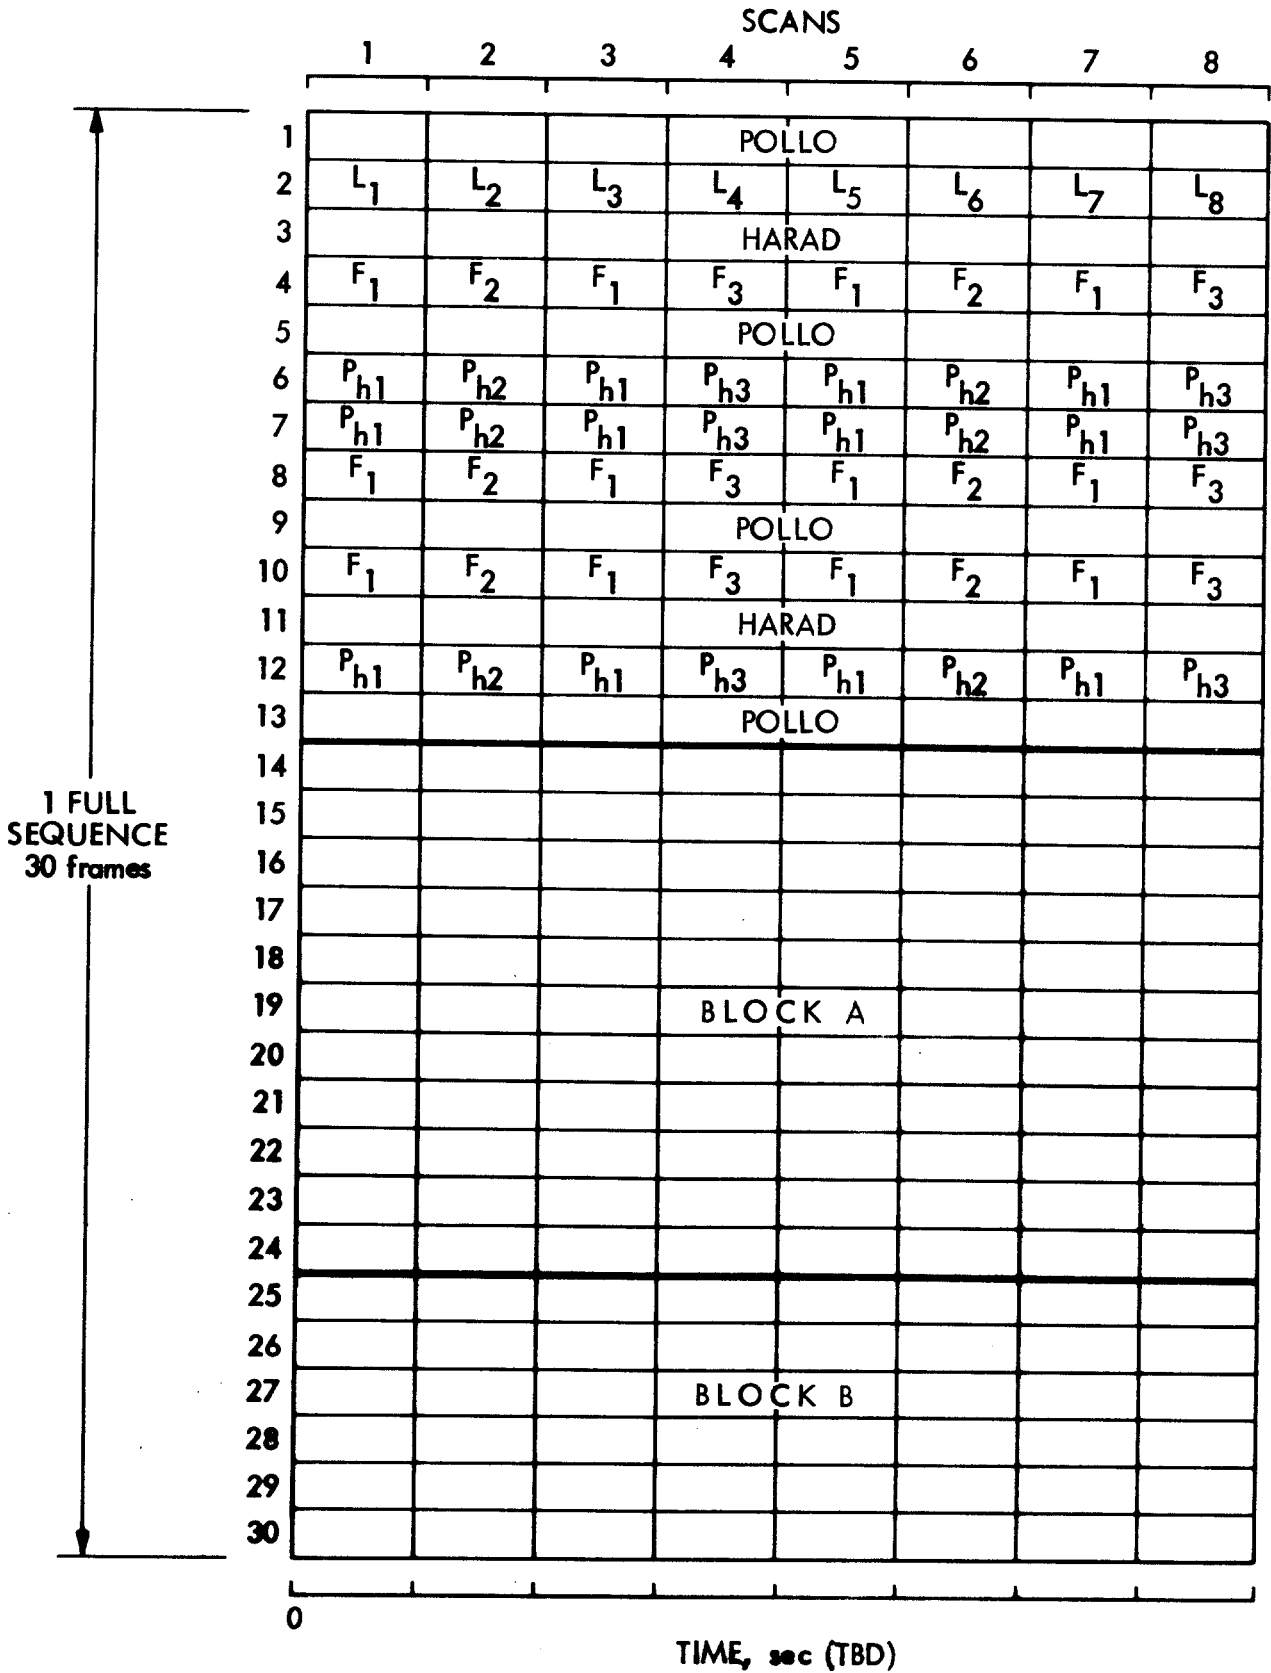 SCANS
1 2 3 4 5 6 7 8
1 POLLO
2 L1 L2 L3 L4 L5 L6 L7 L8
3 HARAD
4 F1 F2 F1 F3 F1 F2 F1 F3
5 POLLO
6 Ph1 Ph2 Ph1 Ph3 Ph1 Ph2 Ph1 Ph3
7 Ph1 Ph2 Ph1 Ph3 Ph1 Ph2 Ph1 Ph3
8 F1 F2 F1 F3 F1 F2 F1 F3
9 POLLO
10 F1 F2 F1 F3 F1 F2 F1 F3
11 HARAD
12 Ph1 Ph2 Ph1 Ph3 Ph1 Ph2 Ph1 Ph3
13 POLLO
14
15
16
17
18
19 BLOCK A
20
21
22
23
24
25
26
27 BLOCK B
28
29
30
1 FULL
SEQUENCE
30 frames
0
TIME, sec (TBD)